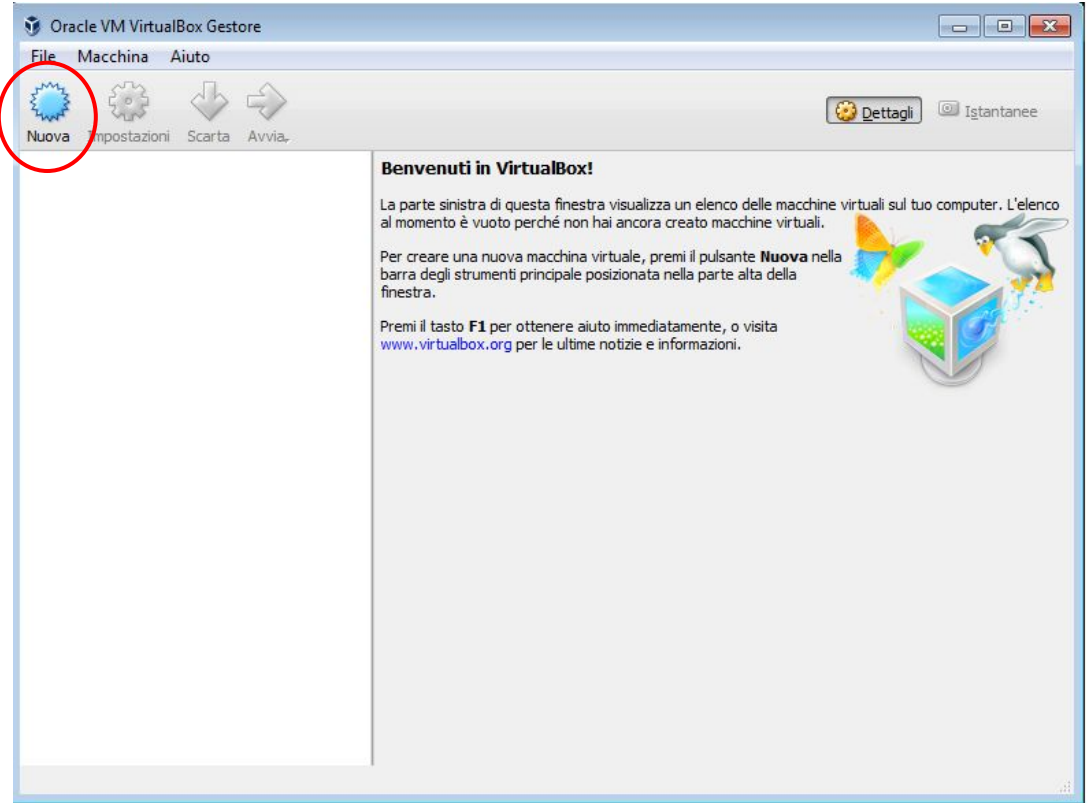 Oracle VM VirtualBox Gestore
File Macchina Aiuto
Nuova Impostazioni Scarta Avvia
Dettagli Istantanee
Benvenuti in VirtualBox!
La parte sinistra di questa finestra visualizza un elenco delle macchine virtuali sul tuo computer. L'elenco
al momento è vuoto perché non hai ancora creato macchine virtuali.
Per creare una nuova macchina virtuale, premi il pulsante Nuova nella
barra degli strumenti principale posizionata nella parte alta della
finestra.
Premi il tasto F1 per ottenere aiuto immediatamente, o visita
www.virtualbox.org per le ultime notizie e informazioni.